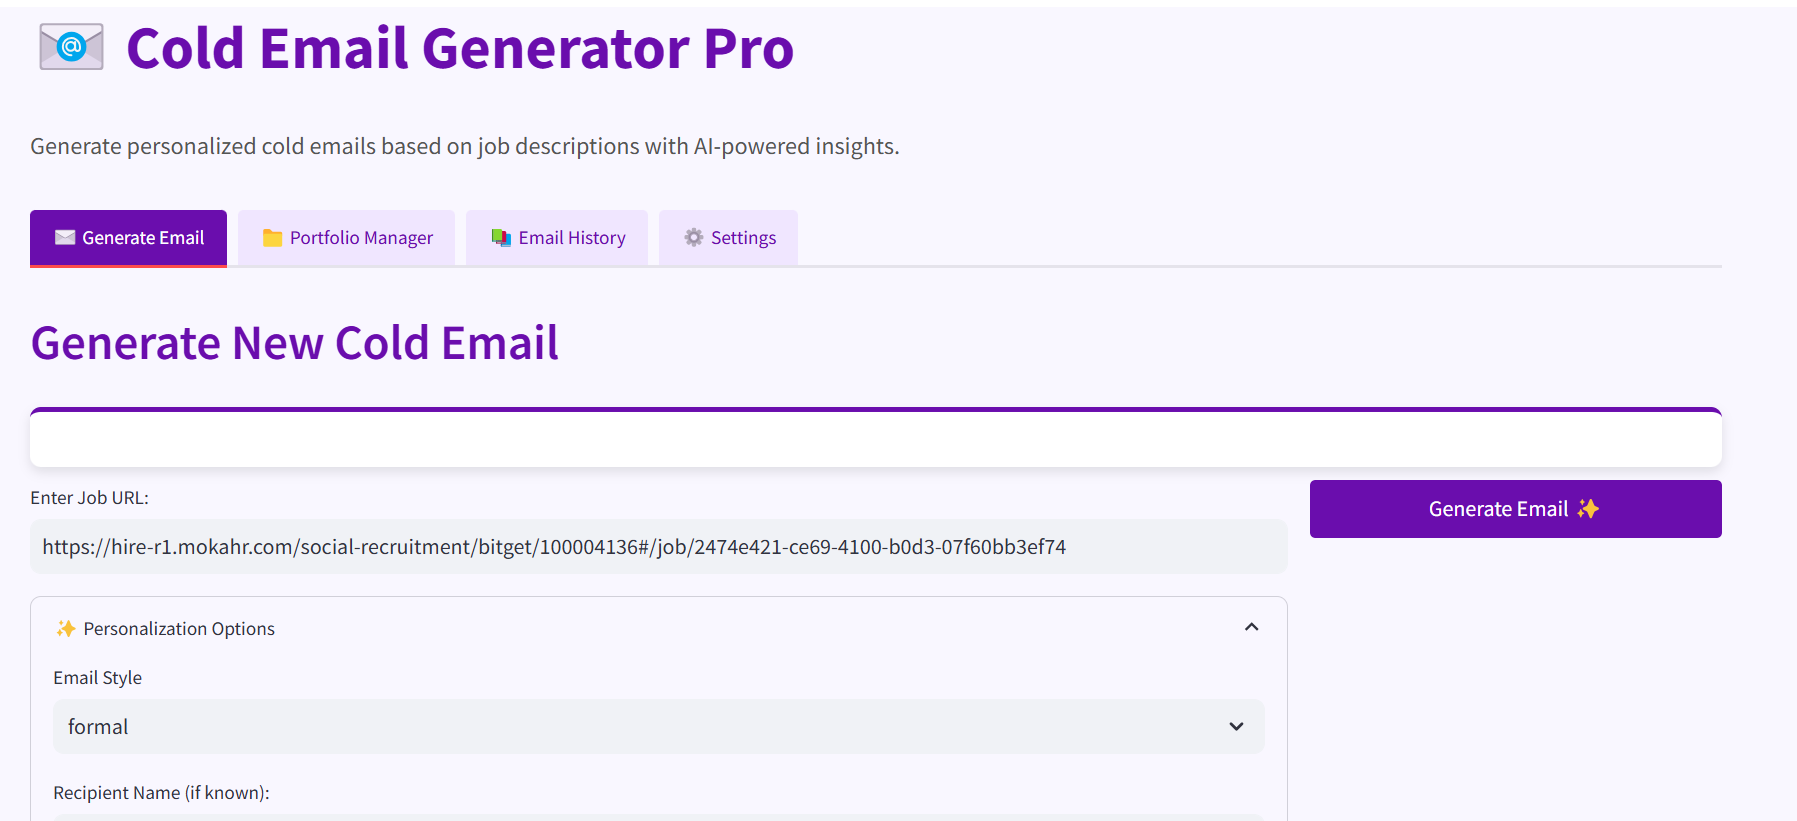 Cold Email Generator Pro
Generate personalized cold emails based on job descriptions with AI-powered insights.
Generate Email
Portfolio Manager
Email History
Settings
Generate New Cold Email
Enter Job URL:
Generate Email
https://hire-r1.mokahr.com/social-recruitment/bitget/100004136#/job/2474e421-ce69-4100-b0d3-07f60bb3ef74
Personalization Options
Email Style
formal
Recipient Name (if known):